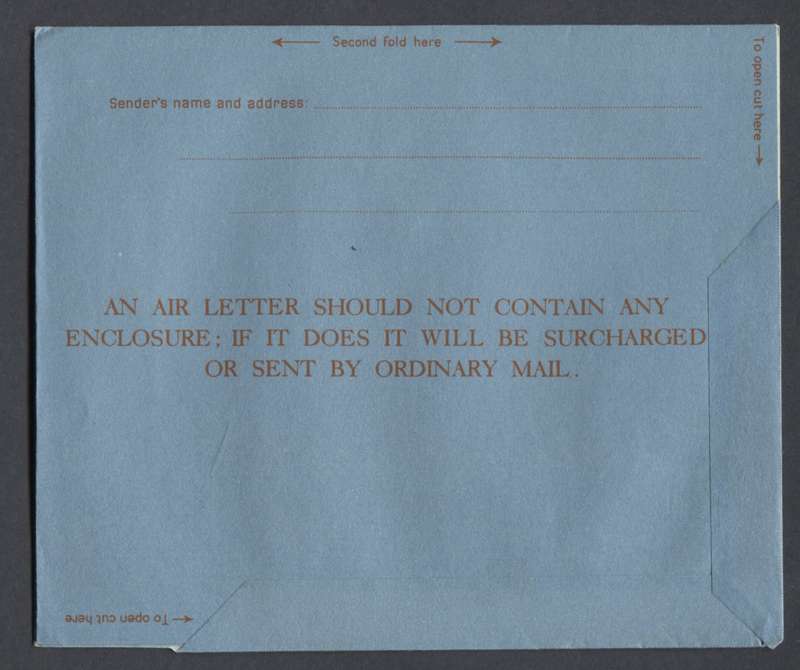 Second fold here
To open cut here
Sender's name and address:
AN AIR LETTER SHOULD NOT CONTAIN ANY
ENCLOSURE; IF IT DOES IT WILL BE SURCHARGED
OR SENT BY ORDINARY MAIL.
To open cut here